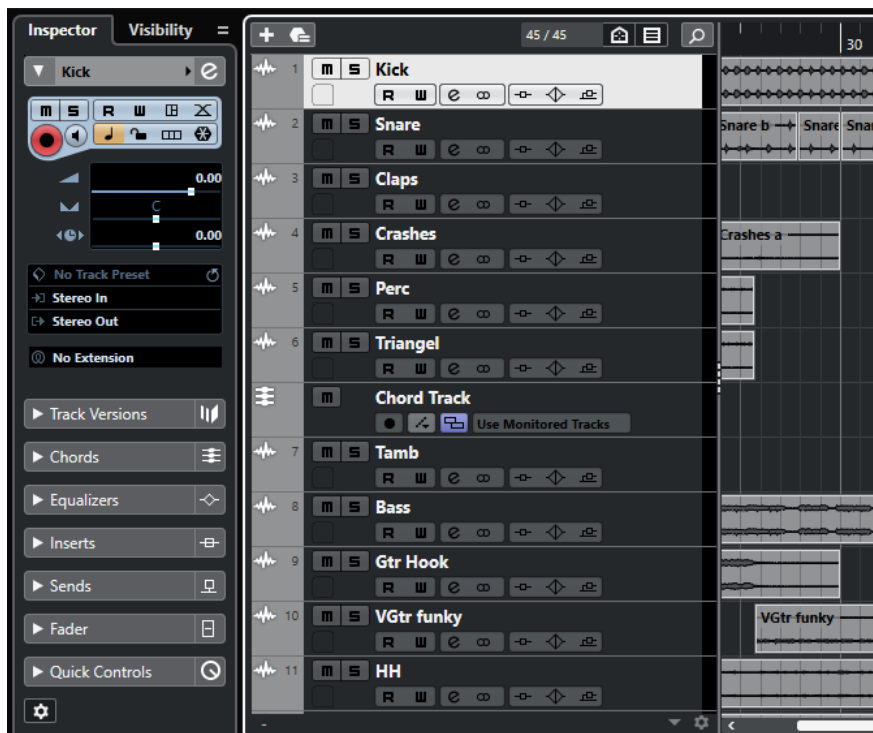 Inspector Visibility
45 / 45
30
Kick
m S R W
0.00
C
0.00
No Track Preset
Stereo In
Stereo Out
No Extension
Track Versions
Chords
Equalizers
Inserts
Sends
Fader
Quick Controls
1 m S Kick
R W e
2 m S Snare
R W e
3 m S Claps
R W e
4 m S Crashes
R W e
5 m S Perc
R W e
6 m S Triangel
R W e
m Chord Track
Use Monitored Tracks
7 m S Tamb
R W e
8 m S Bass
R W e
9 m S Gtr Hook
R W e
10 m S VGtr funky
R W e
11 m S HH
R W e
Snare b Snare Snar
Crashes a
VGtr funky